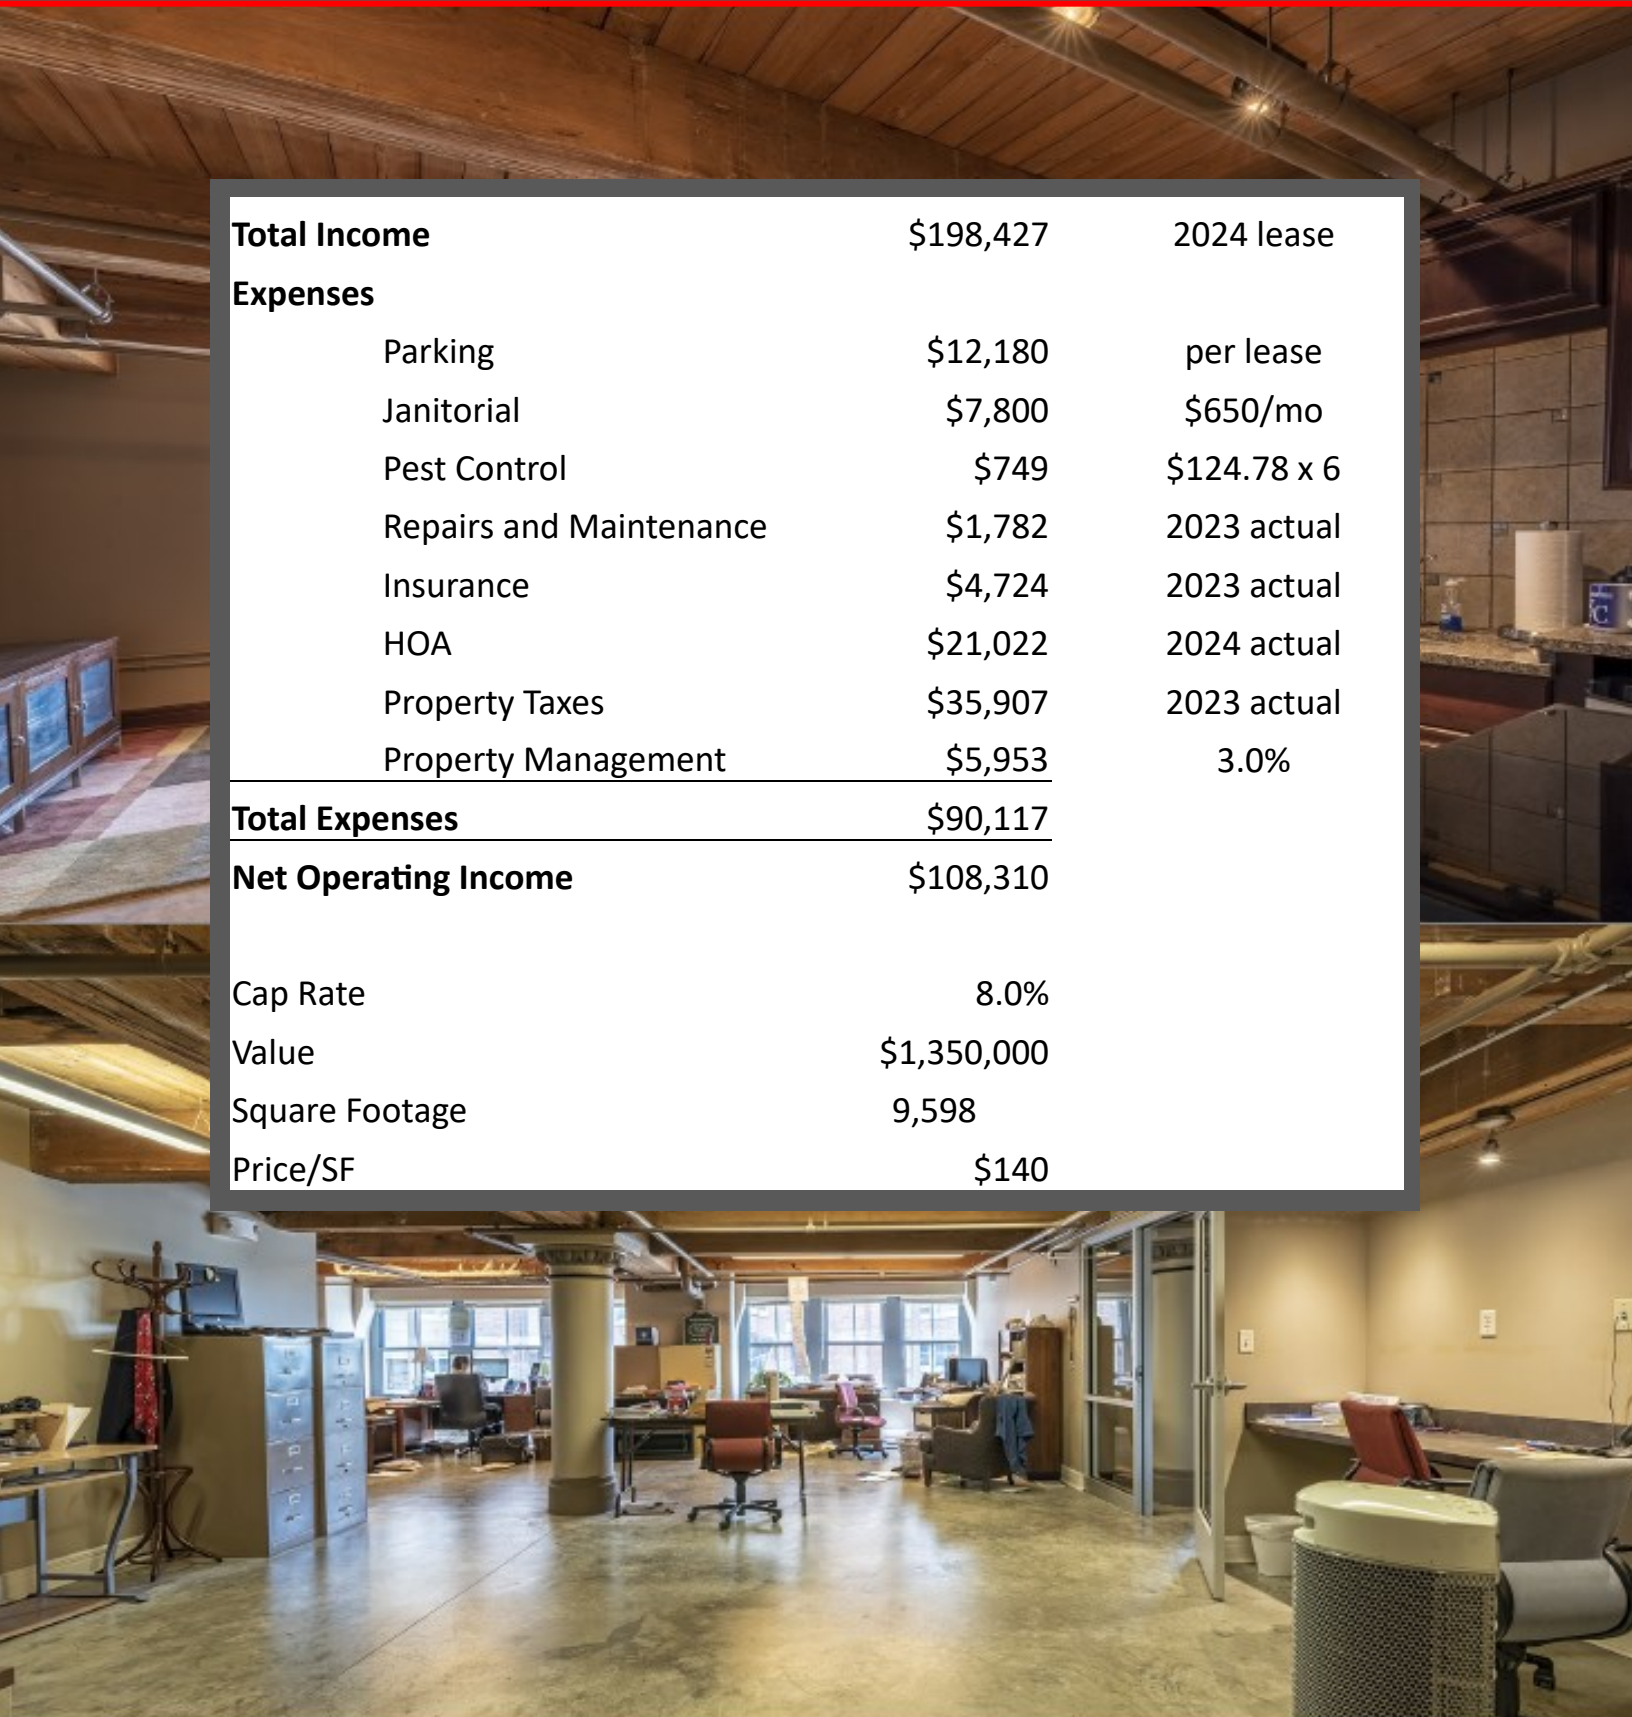 Total Income $198,427 2024 lease
Expenses
Parking $12,180 per lease
Janitorial $7,800 $650/mo
Pest Control $749 $124.78 x 6
Repairs and Maintenance $1,782 2023 actual
Insurance $4,724 2023 actual
HOA $21,022 2024 actual
Property Taxes $35,907 2023 actual
Property Management $5,953 3.0%
Total Expenses $90,117
Net Operating Income $108,310
Cap Rate 8.0%
Value $1,350,000
Square Footage 9,598
Price/SF $140